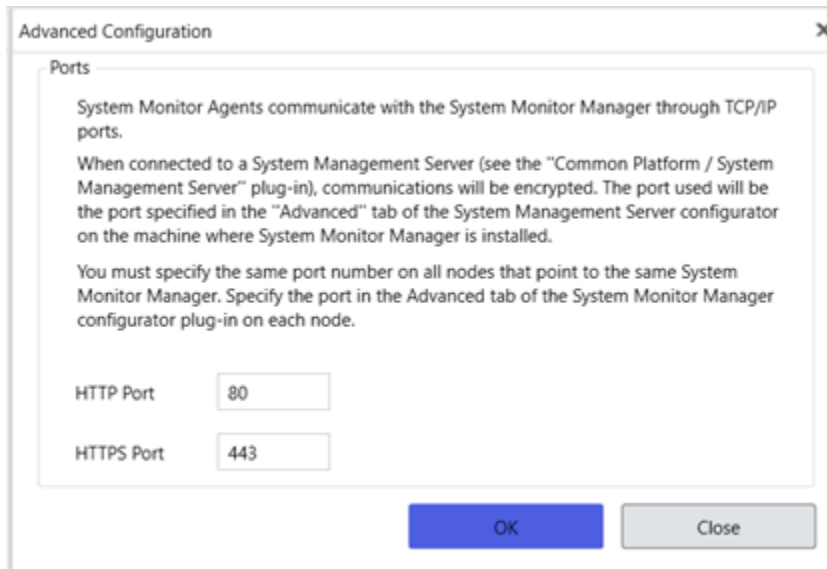 Advanced Configuration
Ports
System Monitor Agents communicate with the System Monitor Manager through TCP/IP
ports.
When connected to a System Management Server (see the "Common Platform / System
Management Server" plug-in), communications will be encrypted. The port used will be
the port specified in the "Advanced" tab of the System Management Server configurator
on the machine where System Monitor Manager is installed.
You must specify the same port number on all nodes that point to the same System
Monitor Manager. Specify the port in the Advanced tab of the System Monitor Manager
configurator plug-in on each node.
HTTP Port 80
HTTPS Port 443
OK Close